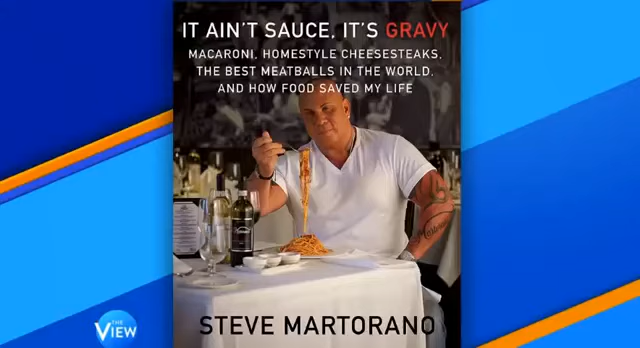 IT AIN'T SAUCE, IT'S GRAVY
MACARONI, HOMESTYLE CHEESESTEAKS,
THE BEST MEATBALLS IN THE WORLD,
AND HOW FOOD SAVED MY LIFE
STEVE MARTORANO
THE
VIEW